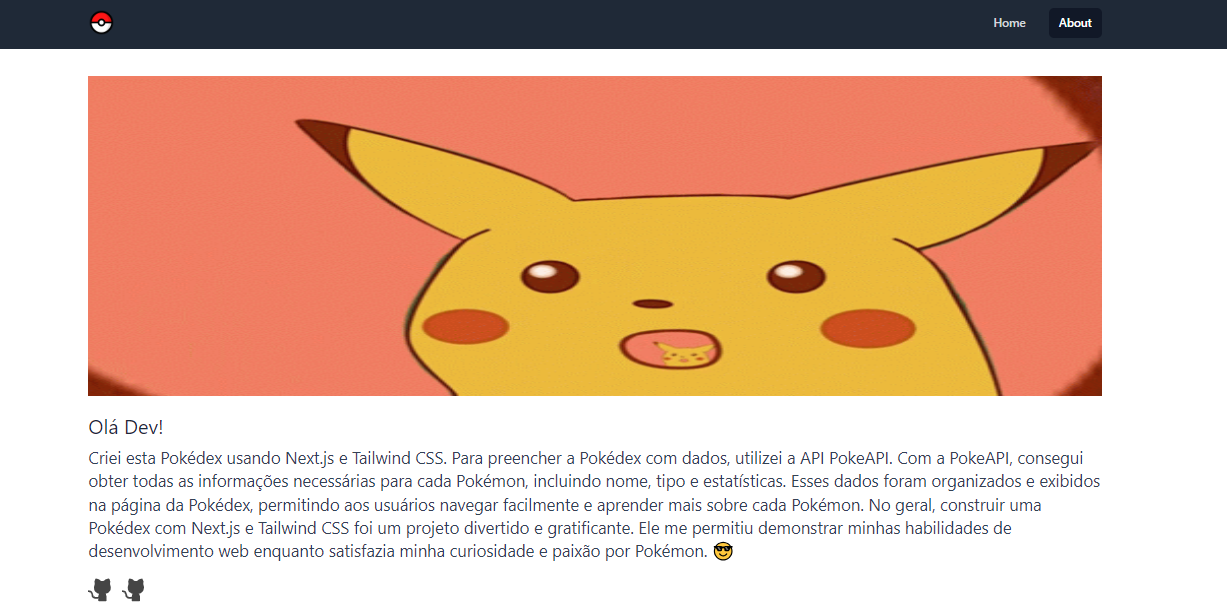 Home About
Olá Dev!
Criei esta Pokédex usando Next.js e Tailwind CSS. Para preencher a Pokédex com dados, utilizei a API PokeAPI. Com a PokeAPI, consegui
obter todas as informações necessárias para cada Pokémon, incluindo nome, tipo e estatísticas. Esses dados foram organizados e exibidos
na página da Pokédex, permitindo aos usuários navegar facilmente e aprender mais sobre cada Pokémon. No geral, construir uma
Pokédex com Next.js e Tailwind CSS foi um projeto divertido e gratificante. Ele me permitiu demonstrar minhas habilidades de
desenvolvimento web enquanto satisfazia minha curiosidade e paixão por Pokémon. 😎